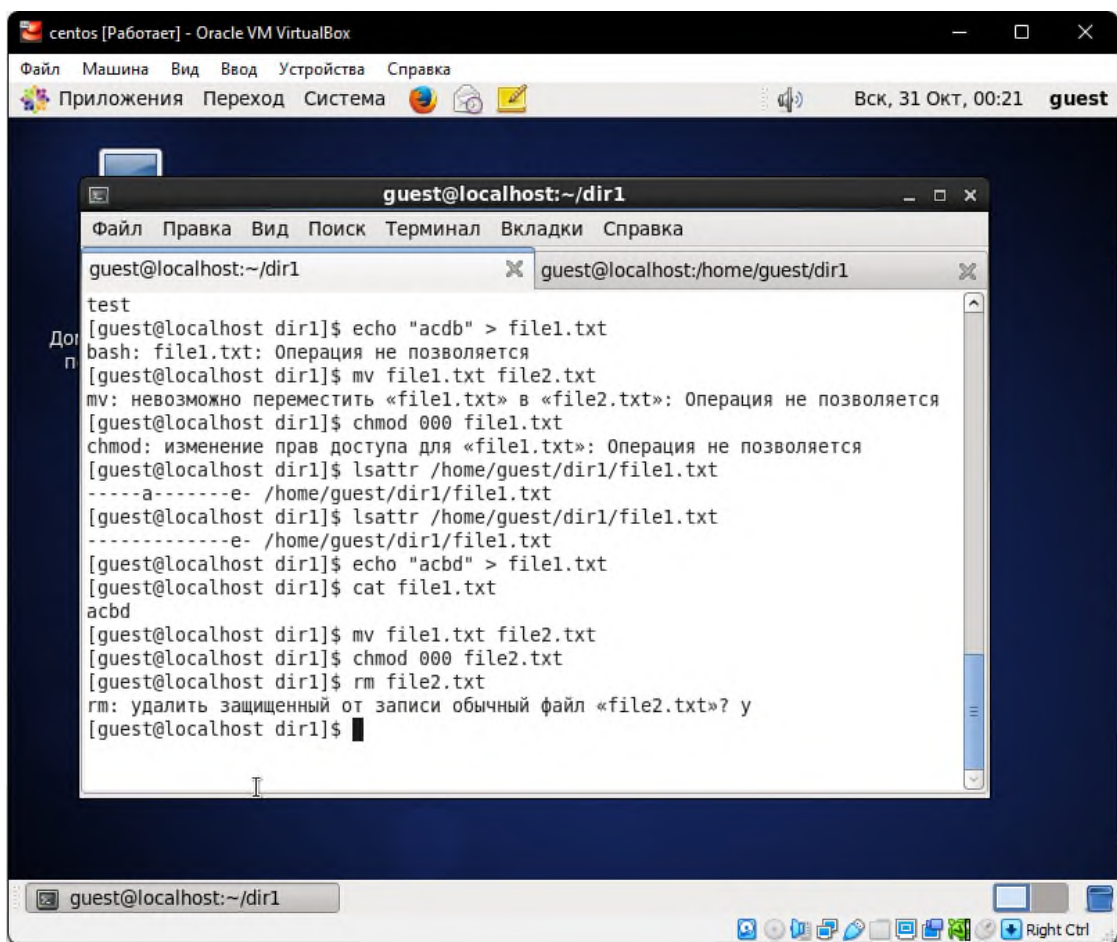 centos [Работает] - Oracle VM VirtualBox
Файл Машина Вид Ввод Устройства Справка
Приложения Переход Система Вск, 31 Окт, 00:21 guest
guest@localhost:~/dir1
Файл Правка Вид Поиск Терминал Вкладки Справка
guest@localhost:~/dir1 guest@localhost:/home/guest/dir1
test
[guest@localhost dir1]$ echo "acdb" > file1.txt
bash: file1.txt: Операция не позволяется
[guest@localhost dir1]$ mv file1.txt file2.txt
mv: невозможно переместить «file1.txt» в «file2.txt»: Операция не позволяется
[guest@localhost dir1]$ chmod 000 file1.txt
chmod: изменение прав доступа для «file1.txt»: Операция не позволяется
[guest@localhost dir1]$ lsattr /home/guest/dir1/file1.txt
-----a-------e- /home/guest/dir1/file1.txt
[guest@localhost dir1]$ lsattr /home/guest/dir1/file1.txt
-------------e- /home/guest/dir1/file1.txt
[guest@localhost dir1]$ echo "acbd" > file1.txt
[guest@localhost dir1]$ cat file1.txt
acbd
[guest@localhost dir1]$ mv file1.txt file2.txt
[guest@localhost dir1]$ chmod 000 file2.txt
[guest@localhost dir1]$ rm file2.txt
rm: удалить защищенный от записи обычный файл «file2.txt»? y
[guest@localhost dir1]$
guest@localhost:~/dir1
Right Ctrl